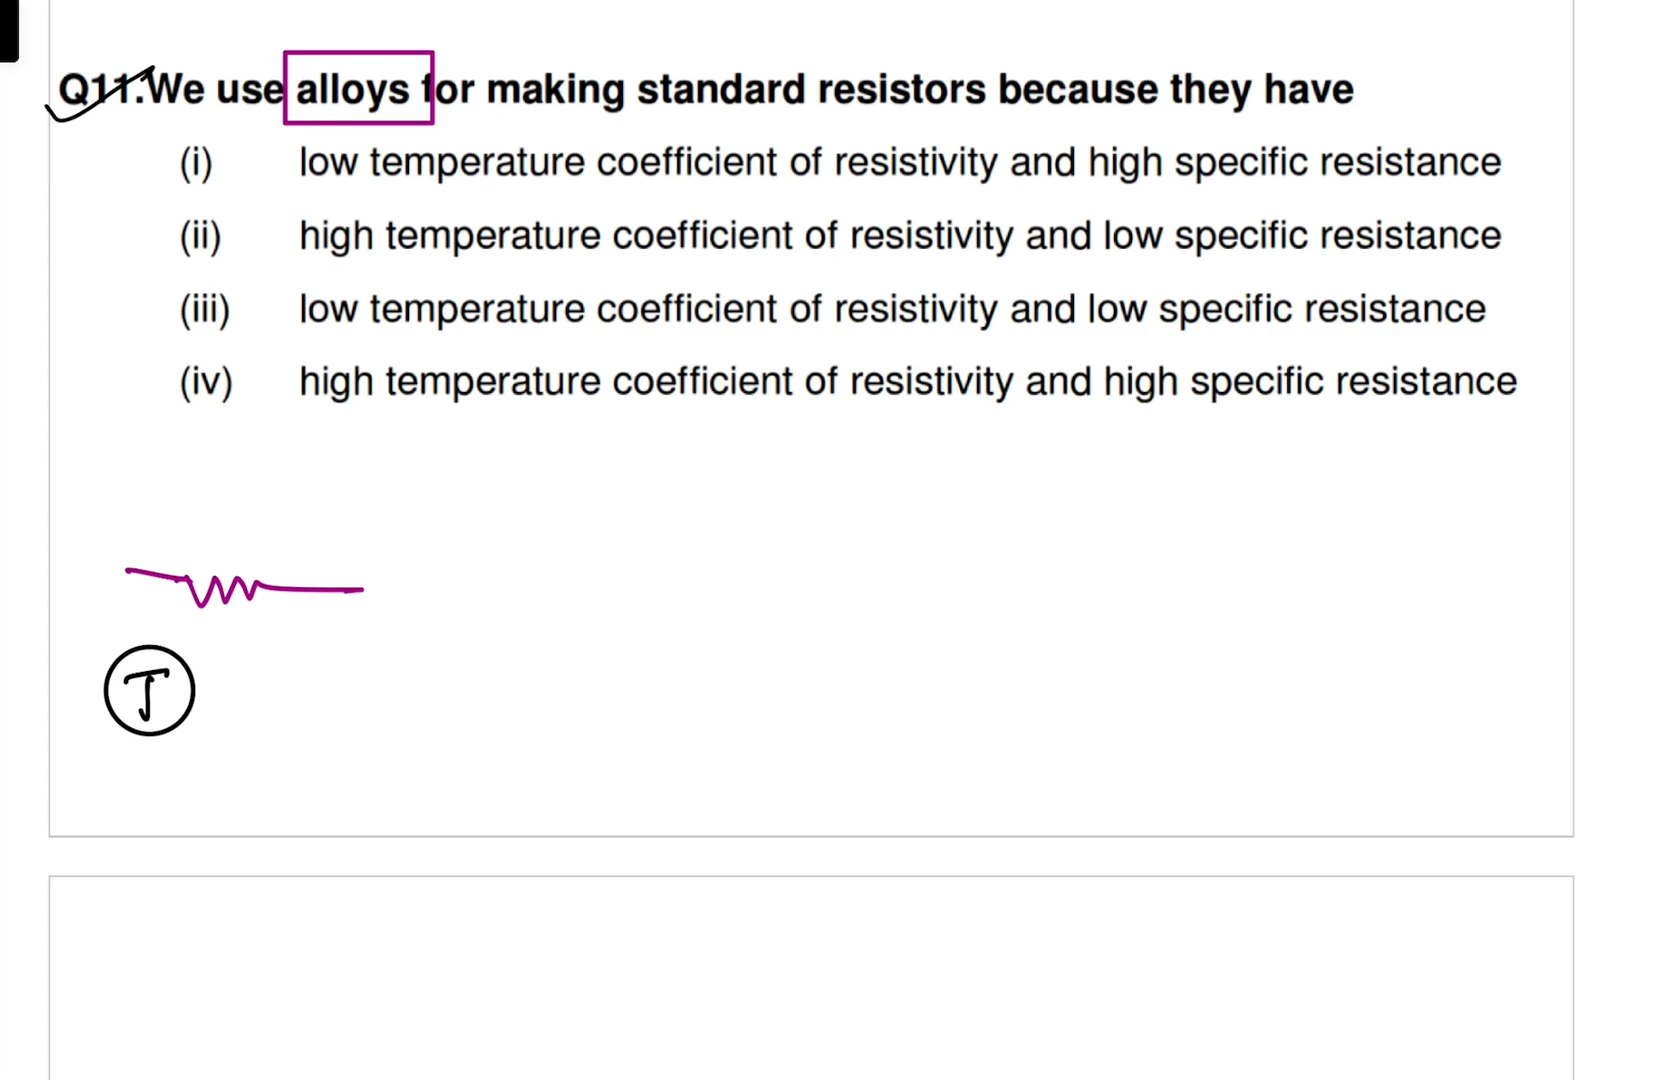 Q11.We use alloys for making standard resistors because they have
(i) low temperature coefficient of resistivity and high specific resistance
(ii) high temperature coefficient of resistivity and low specific resistance
(iii) low temperature coefficient of resistivity and low specific resistance
(iv) high temperature coefficient of resistivity and high specific resistance
T